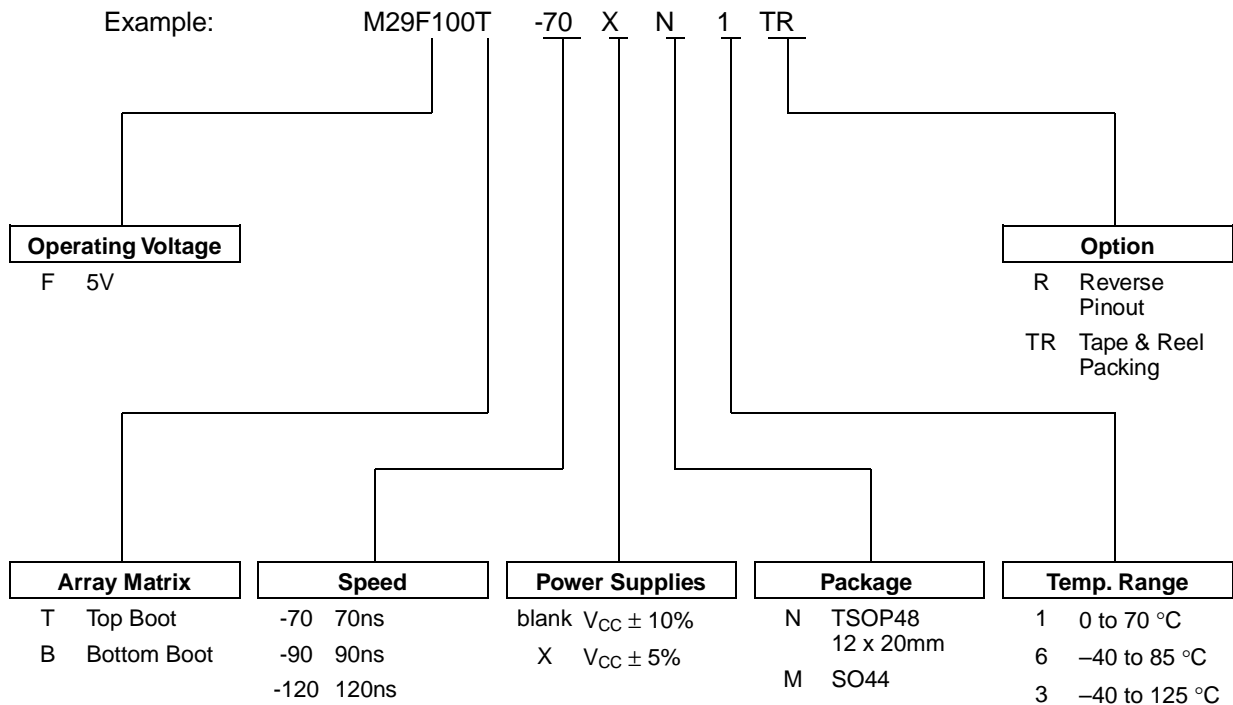 Example: M29F100T -70 X N 1 TR
Operating Voltage
F 5V
Option
R Reverse
Pinout
TR Tape & Reel
Packing
Array Matrix
T Top Boot
B Bottom Boot
Speed
-70 70ns
-90 90ns
-120 120ns
Power Supplies
blank VCC ± 10%
X VCC ± 5%
Package
N TSOP48
12 x 20mm
M SO44
Temp. Range
1 0 to 70 °C
6 –40 to 85 °C
3 –40 to 125 °C